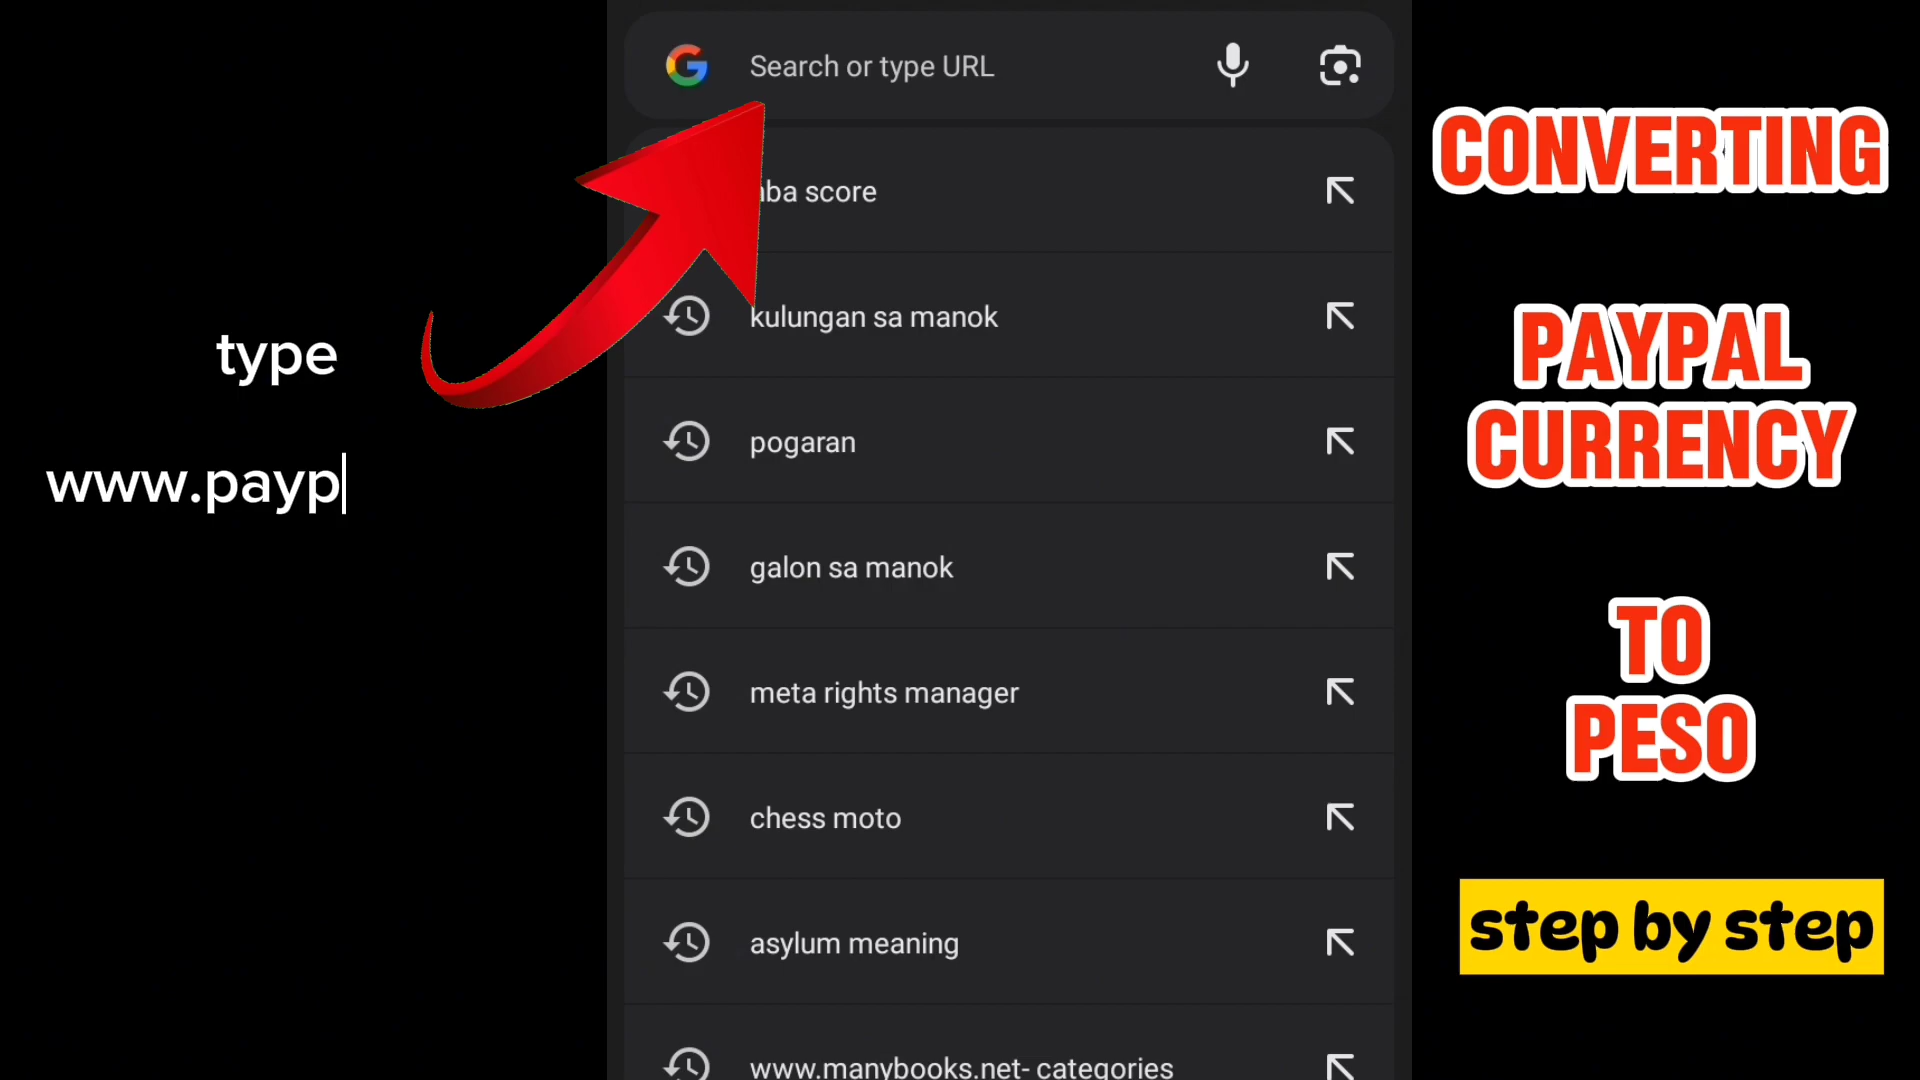 type
www.payp
Search or type URL
ba score
kulungan sa manok
pogaran
galon sa manok
meta rights manager
chess moto
asylum meaning
www.manybooks.net- categories
CONVERTING
PAYPAL
CURRENCY
TO
PESO
step by step